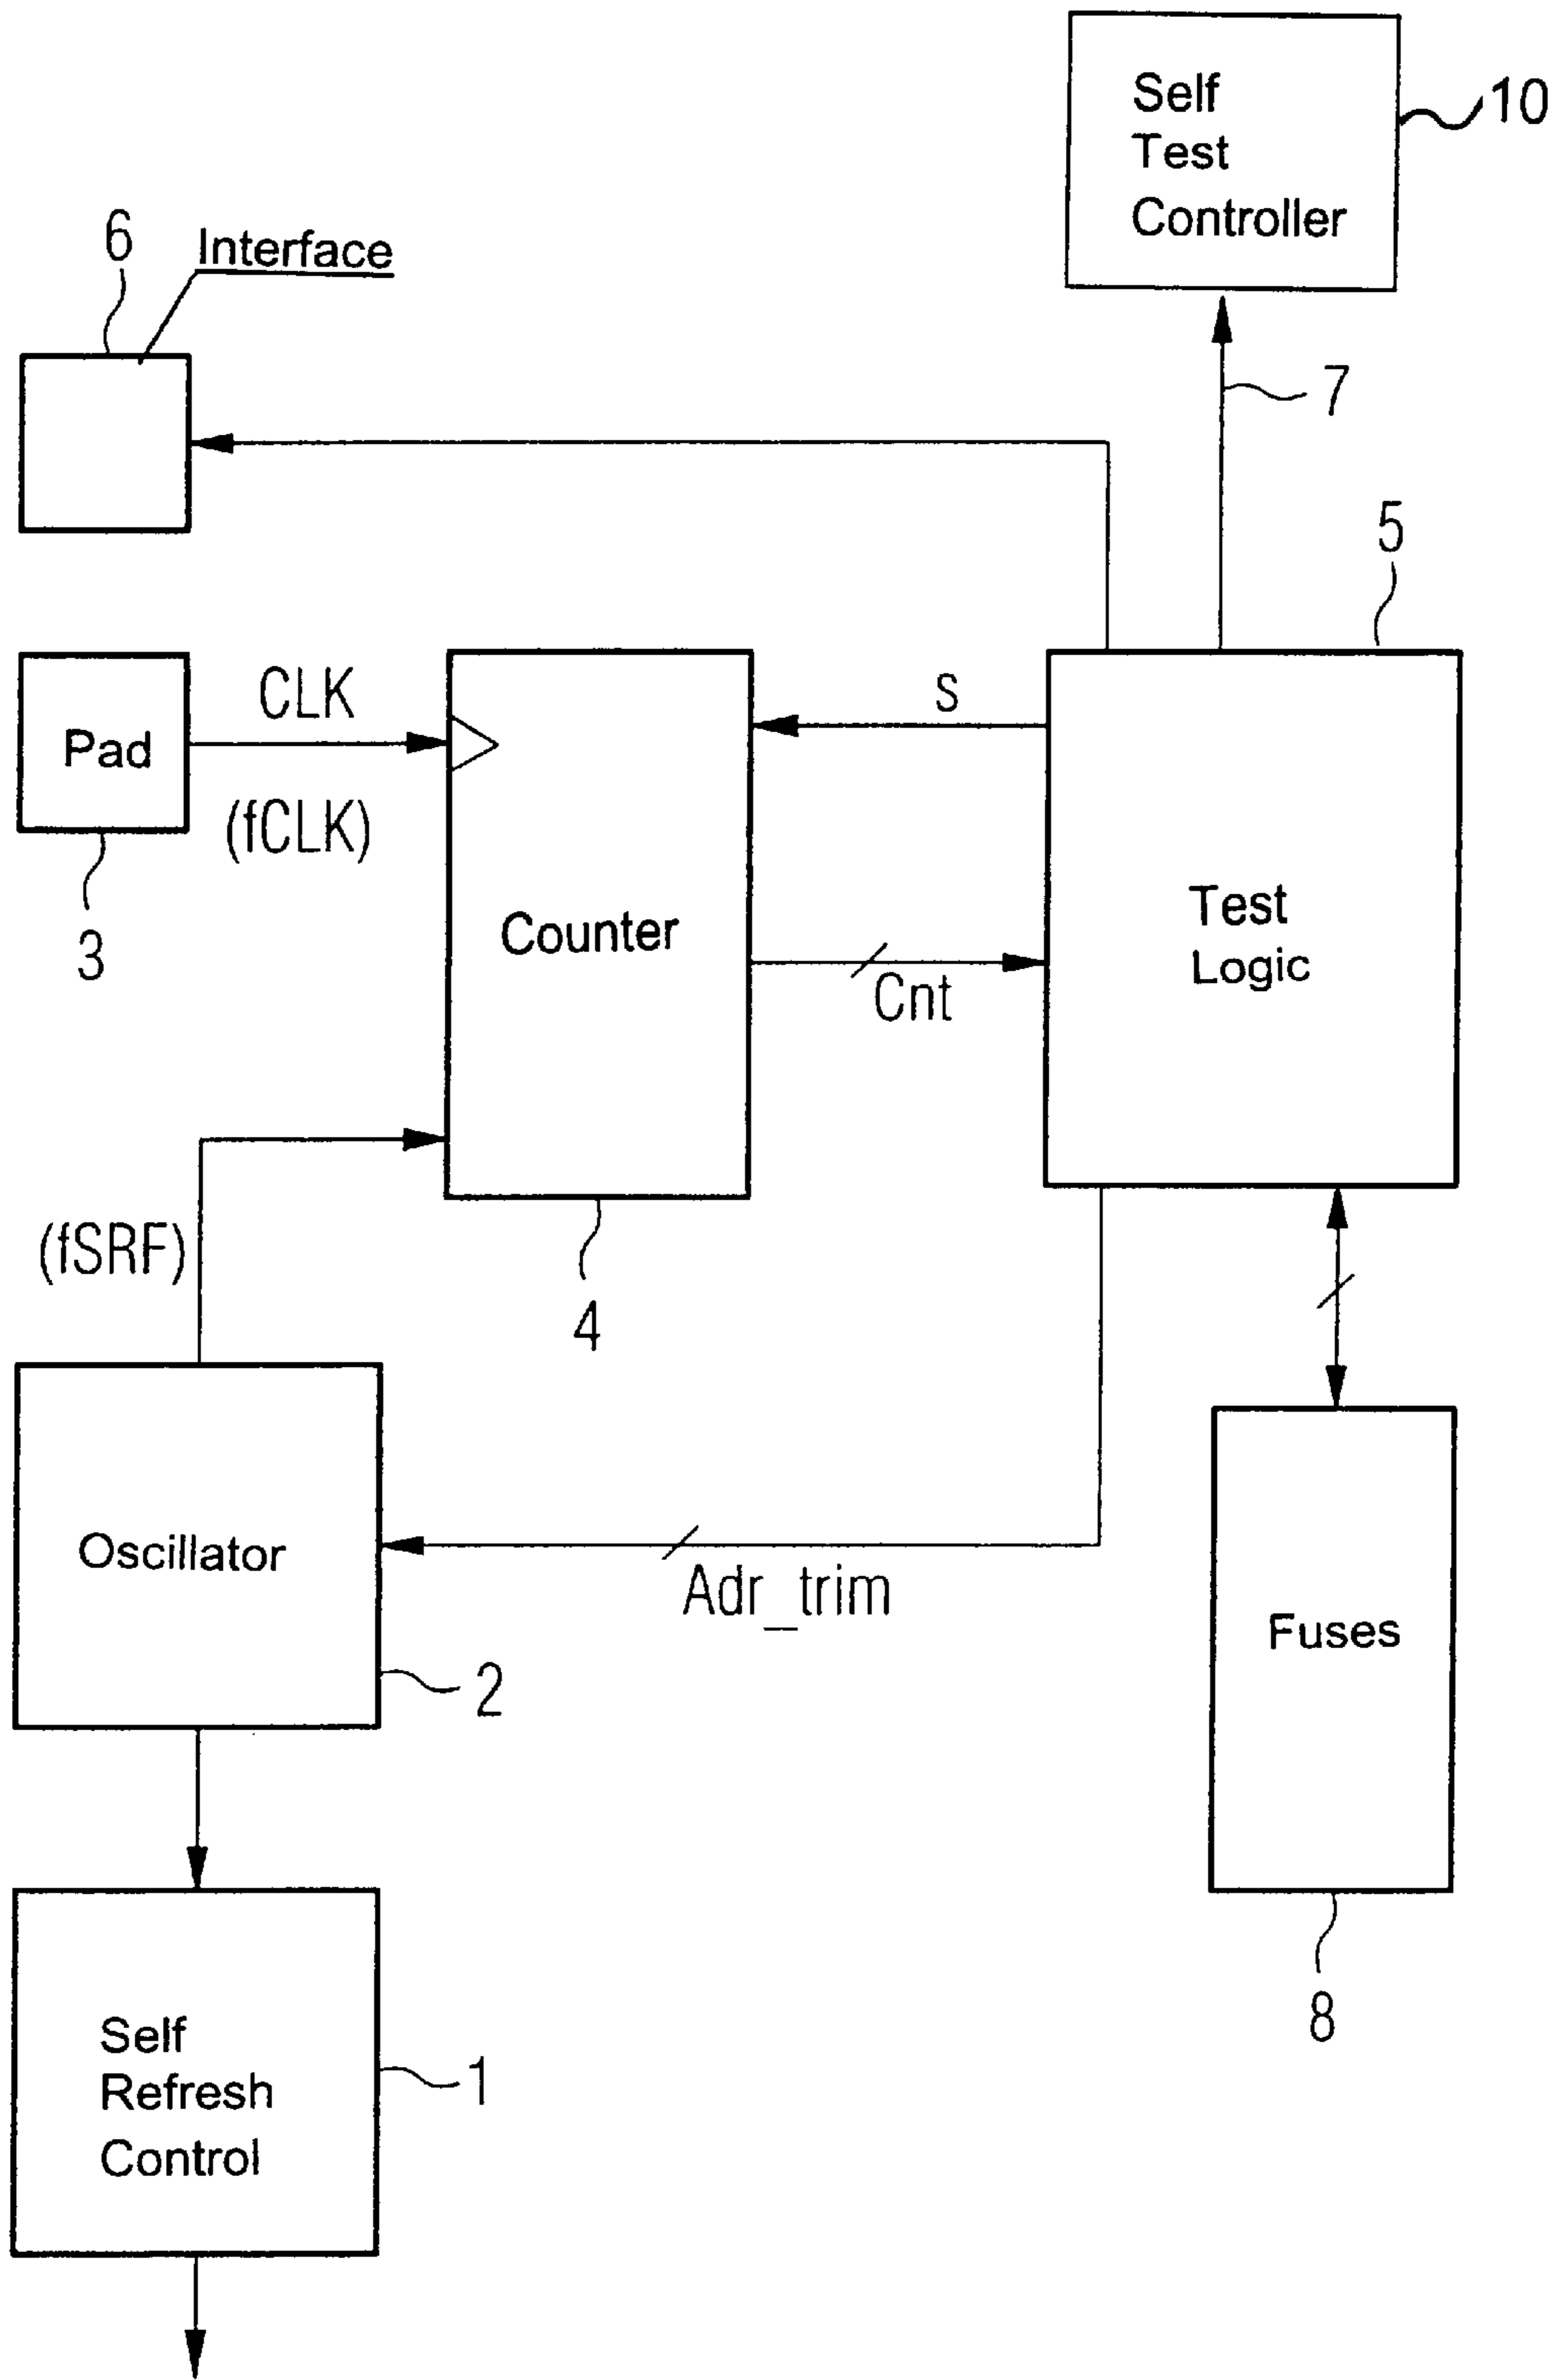 Self
Test
Controller
10
6
Interface
7
5
Pad
CLK
(fCLK)
3
s
Counter
Cnt
Test
Logic
(fSRF)
4
Oscillator
Adr_trim
2
Fuses
Self
Refresh
Control
1
8